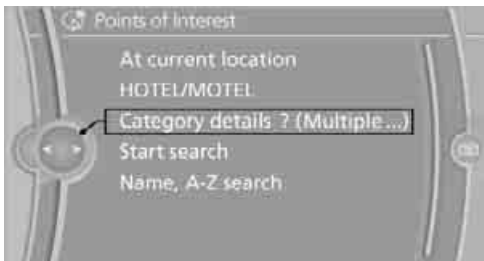 Points of Interest
At current location
HOTEL/MOTEL
Category details ? (Multiple...)
Start search
Name, A-Z search